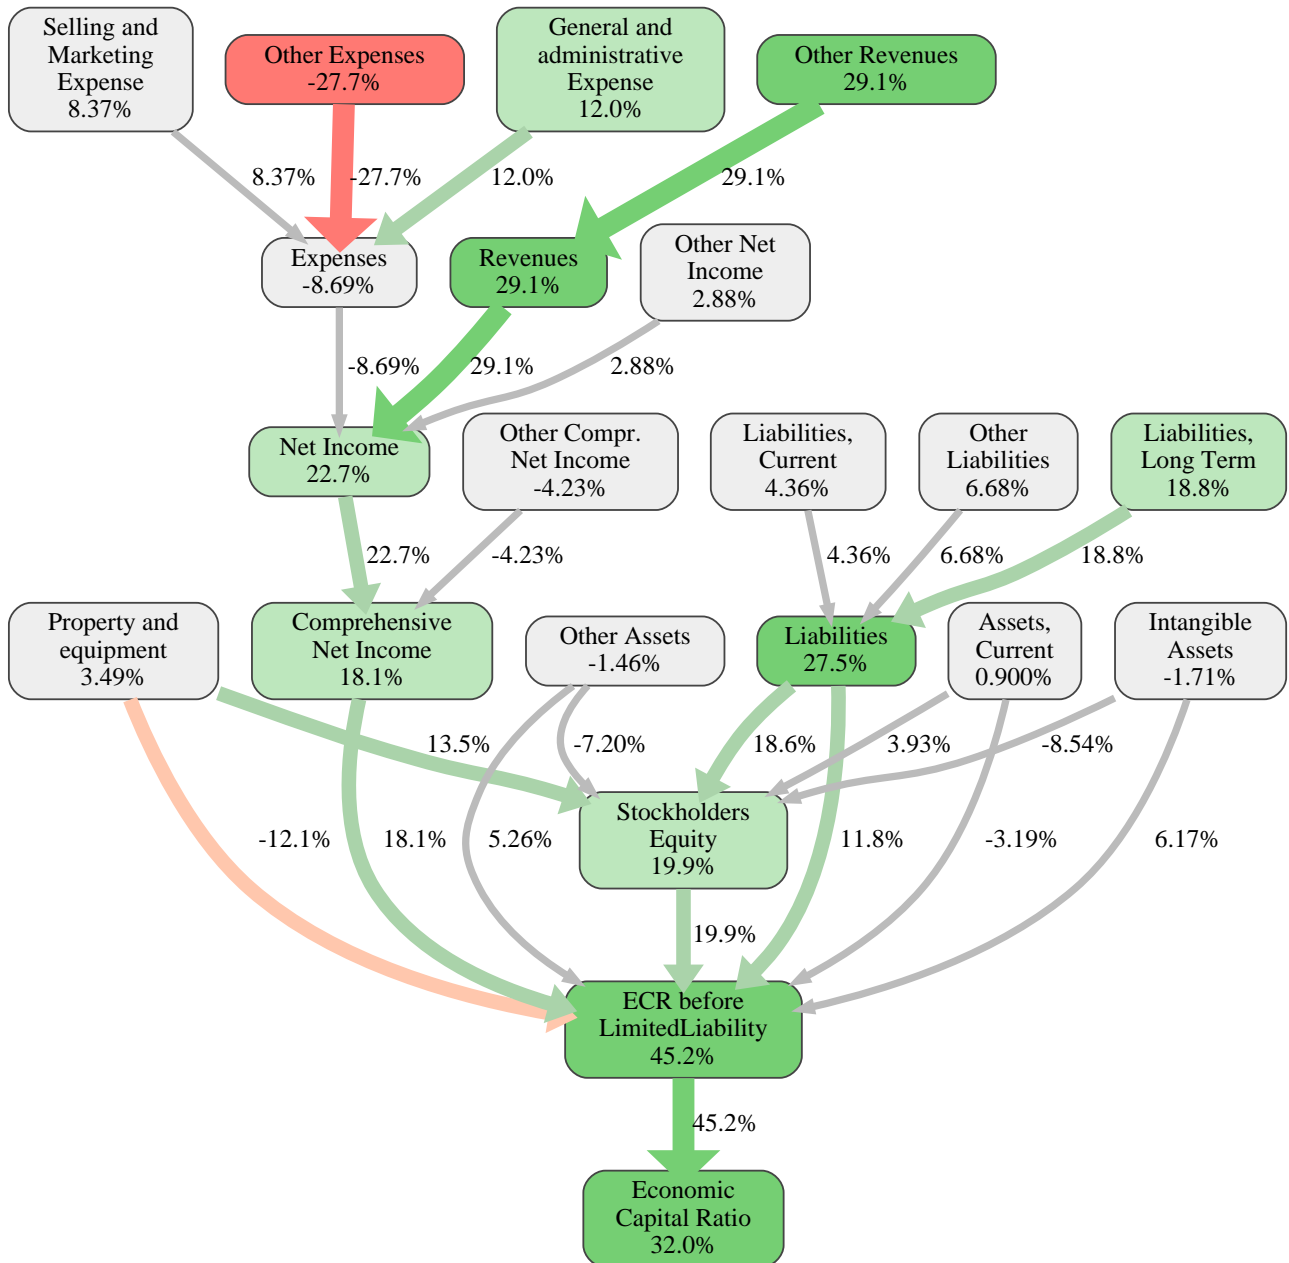 Selling and
Marketing
Expense
8.37%
Other Expenses
-27.7%
General and
administrative
Expense
12.0%
Other Revenues
29.1%
8.37%
-27.7%
12.0%
29.1%
Expenses
-8.69%
Revenues
29.1%
Other Net
Income
2.88%
-8.69%
29.1%
2.88%
Net Income
22.7%
Other Compr.
Net Income
-4.23%
Liabilities,
Current
4.36%
Other
Liabilities
6.68%
Liabilities,
Long Term
18.8%
22.7%
-4.23%
4.36%
6.68%
18.8%
Property and
equipment
3.49%
Comprehensive
Net Income
18.1%
Other Assets
-1.46%
Liabilities
27.5%
Assets,
Current
0.900%
Intangible
Assets
-1.71%
13.5%
-7.20%
18.6%
3.93%
-8.54%
Stockholders
Equity
19.9%
-12.1%
18.1%
5.26%
11.8%
-3.19%
6.17%
19.9%
ECR before
LimitedLiability
45.2%
45.2%
Economic
Capital Ratio
32.0%